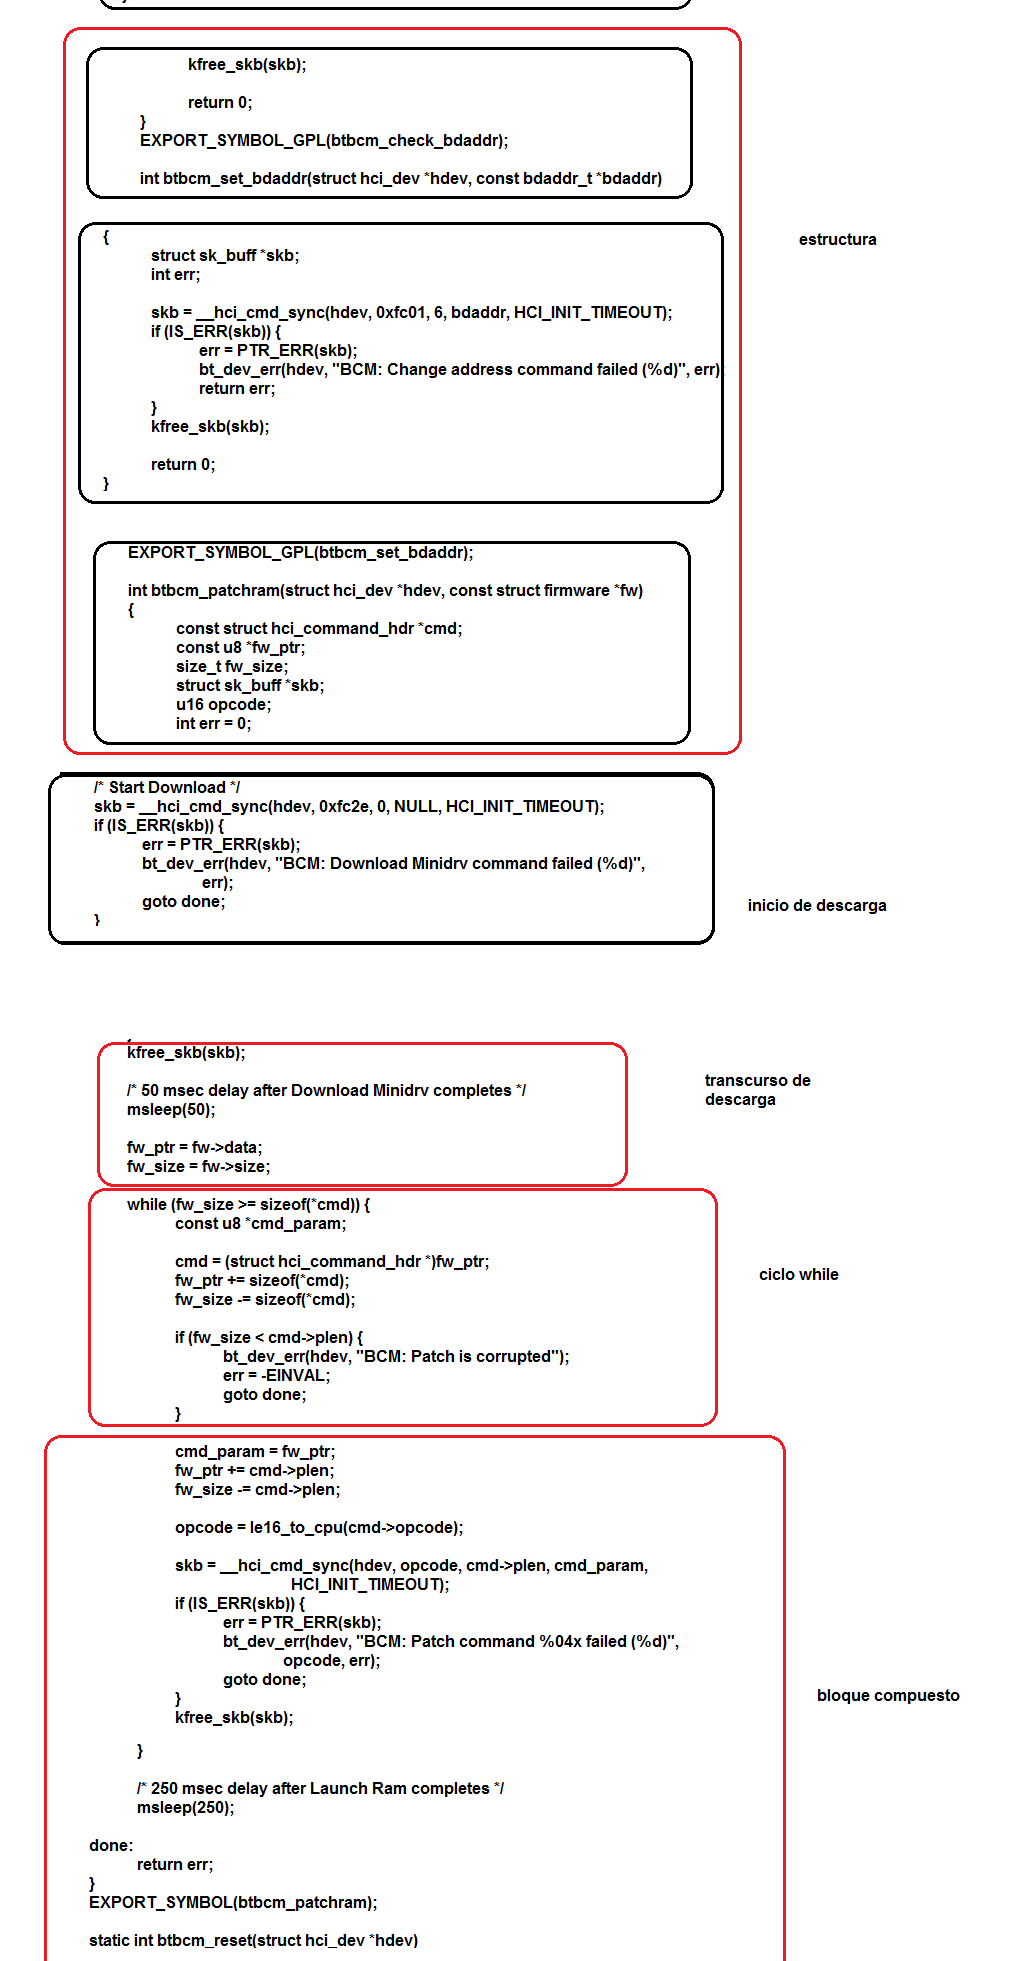 kfree_skb(skb);
return 0;
}
EXPORT_SYMBOL_GPL(btbcm_check_bdaddr);
int btbcm_set_bdaddr(struct hci_dev *hdev, const bdaddr_t *bdaddr)
{
estructura
struct sk_buff *skb;
int err;
skb = __hci_cmd_sync(hdev, 0xfc01, 6, bdaddr, HCI_INIT_TIMEOUT);
if (IS_ERR(skb)) {
err = PTR_ERR(skb);
bt_dev_err(hdev, "BCM: Change address command failed (%d)", err)
return err;
}
kfree_skb(skb);
return 0;
}
EXPORT_SYMBOL_GPL(btbcm_set_bdaddr);
int btbcm_patchram(struct hci_dev *hdev, const struct firmware *fw)
{
const struct hci_command_hdr *cmd;
const u8 *fw_ptr;
size_t fw_size;
struct sk_buff *skb;
u16 opcode;
int err = 0;
/* Start Download */
skb = __hci_cmd_sync(hdev, 0xfc2e, 0, NULL, HCI_INIT_TIMEOUT);
if (IS_ERR(skb)) {
err = PTR_ERR(skb);
bt_dev_err(hdev, "BCM: Download Minidrv command failed (%d)",
err);
goto done;
}
inicio de descarga
kfree_skb(skb);
/* 50 msec delay after Download Minidrv completes */
msleep(50);
transcurso de
descarga
fw_ptr = fw->data;
fw_size = fw->size;
while (fw_size >= sizeof(*cmd)) {
const u8 *cmd_param;
cmd = (struct hci_command_hdr *)fw_ptr;
fw_ptr += sizeof(*cmd);
fw_size -= sizeof(*cmd);
ciclo while
if (fw_size < cmd->plen) {
bt_dev_err(hdev, "BCM: Patch is corrupted");
err = -EINVAL;
goto done;
}
cmd_param = fw_ptr;
fw_ptr += cmd->plen;
fw_size -= cmd->plen;
opcode = le16_to_cpu(cmd->opcode);
skb = __hci_cmd_sync(hdev, opcode, cmd->plen, cmd_param,
HCI_INIT_TIMEOUT);
if (IS_ERR(skb)) {
err = PTR_ERR(skb);
bt_dev_err(hdev, "BCM: Patch command %04x failed (%d)",
opcode, err);
goto done;
}
bloque compuesto
kfree_skb(skb);
}
/* 250 msec delay after Launch Ram completes */
msleep(250);
done:
return err;
}
EXPORT_SYMBOL(btbcm_patchram);
static int btbcm_reset(struct hci_dev *hdev)